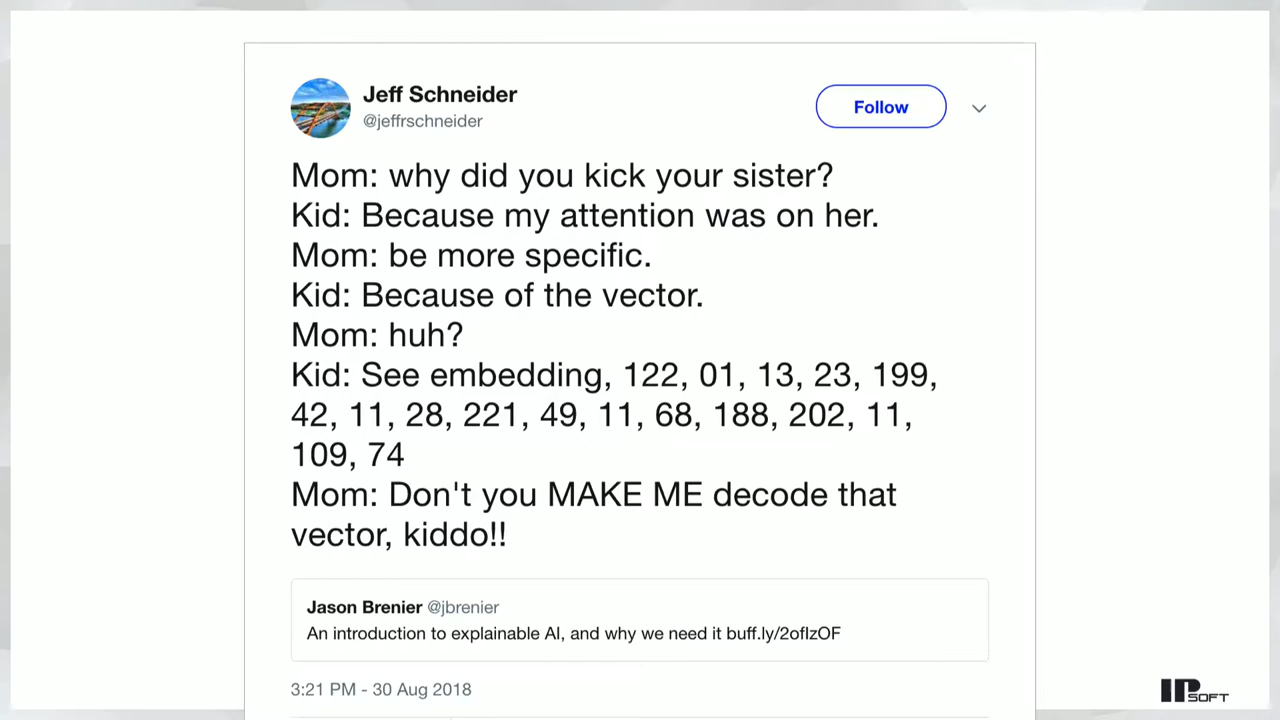 Jeff Schneider
@jeffrschneider
Follow
Mom: why did you kick your sister?
Kid: Because my attention was on her.
Mom: be more specific.
Kid: Because of the vector.
Mom: huh?
Kid: See embedding, 122, 01, 13, 23, 199,
42, 11, 28, 221, 49, 11, 68, 188, 202, 11,
109, 74
Mom: Don't you MAKE ME decode that
vector, kiddo!!
Jason Brenier @jbrenier
An introduction to explainable AI, and why we need it buff.ly/2oflzOF
3:21 PM - 30 Aug 2018
IPSOFT